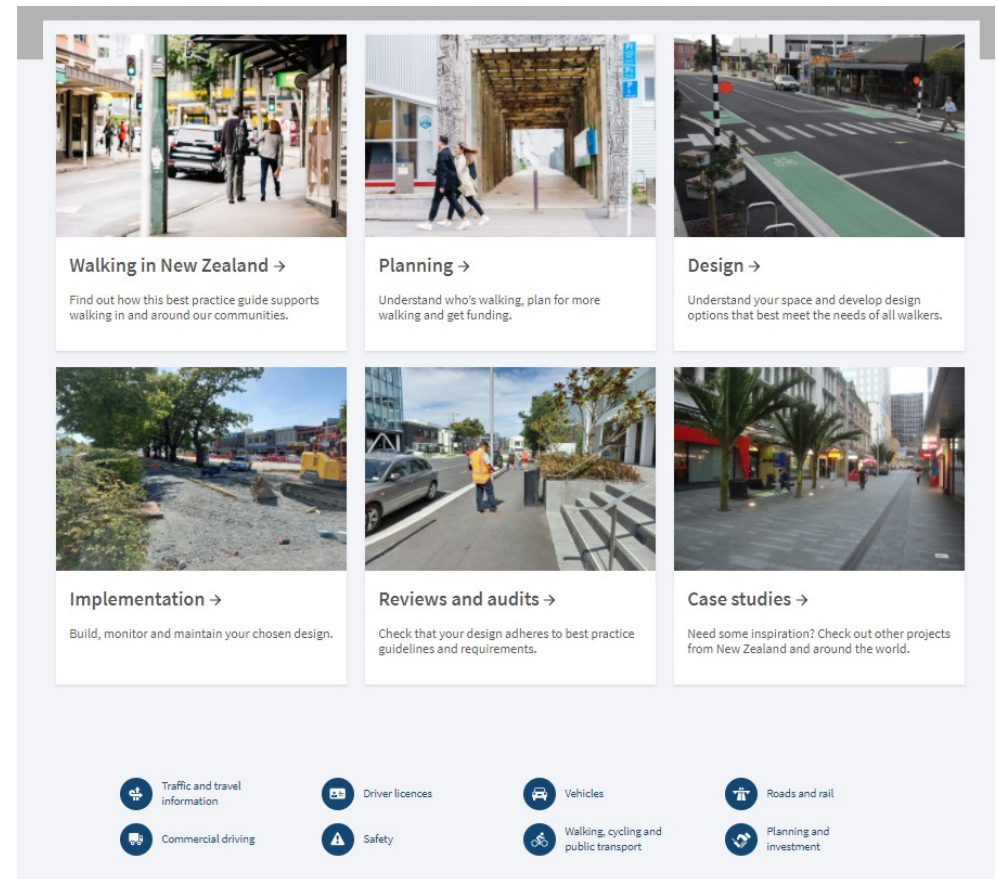 Walking in New Zealand →
Find out how this best practice guide supports
walking in and around our communities.
Planning →
Understand who's walking, plan for more
walking and get funding.
Design →
Understand your space and develop design
options that best meet the needs of all walkers.
Implementation →
Build, monitor and maintain your chosen design.
Reviews and audits →
Check that your design adheres to best practice
guidelines and requirements.
Case studies →
Need some inspiration? Check out other projects
from New Zealand and around the world.
Traffic and travel
information
Driver licences
Vehicles
Roads and rail
Commercial driving
Safety
Walking, cycling and
public transport
Planning and
investment